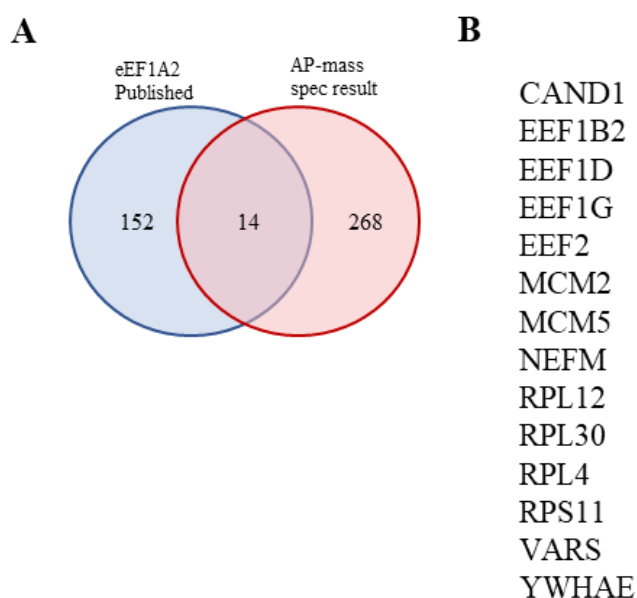 A
B
eEF1A2
Published
AP-mass
spec result
152
14
268
CAND1
EEF1B2
EEF1D
EEF1G
EEF2
MCM2
MCM5
NEFM
RPL12
RPL30
RPL4
RPS11
VARS
YWHAE